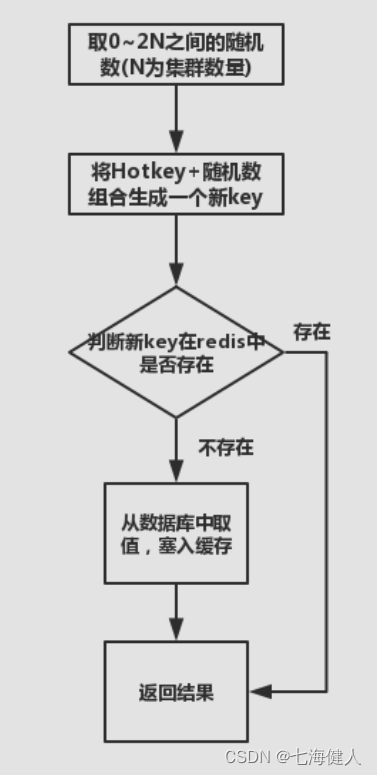 取0~2N之间的随机
数(N为集群数量)
将Hotkey+随机数
组合生成一个新key
判断新key在redis中
是否存在
存在
不存在
从数据库中取
值，塞入缓存
返回结果
CSDN @七海健人